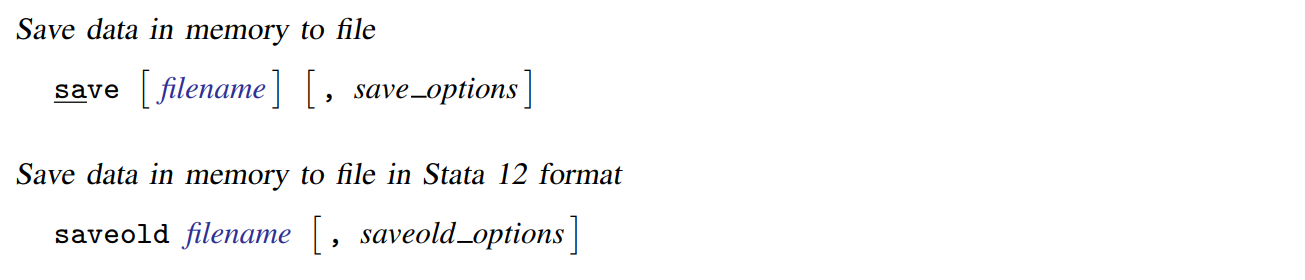 Save data in memory to file
save [ filename ] [ , save_options ]
Save data in memory to file in Stata 12 format
saveold filename [ , saveold_options ]